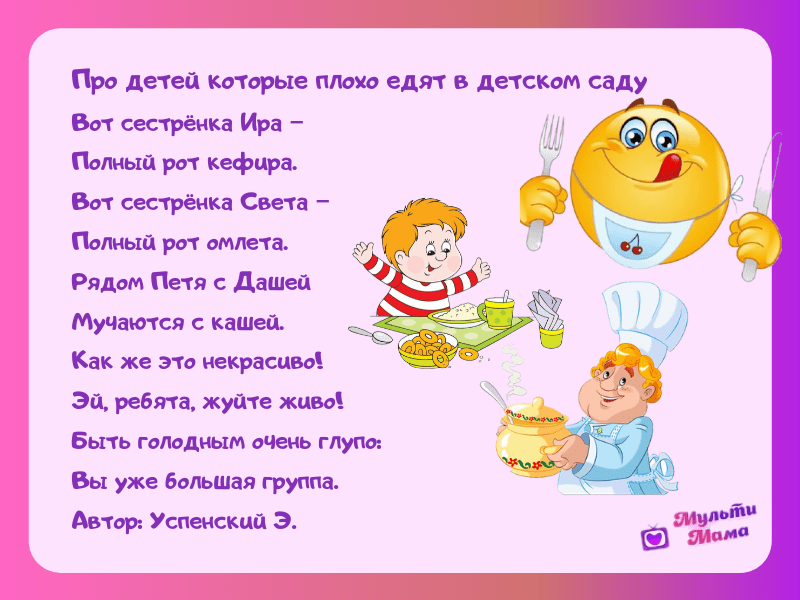 Про детей которые плохо едят в детском саду
Вот сестрёнка Ира –
Полный рот кефира.
Вот сестрёнка Света –
Полный рот омлета.
Рядом Петя с Дашей
Мучаются с кашей.
Как же это некрасиво!
Эй, ребята, жуйте живо!
Быть голодным очень глупо:
Вы уже большая группа.
Автор: Успенский Э.
Мульти
Мама